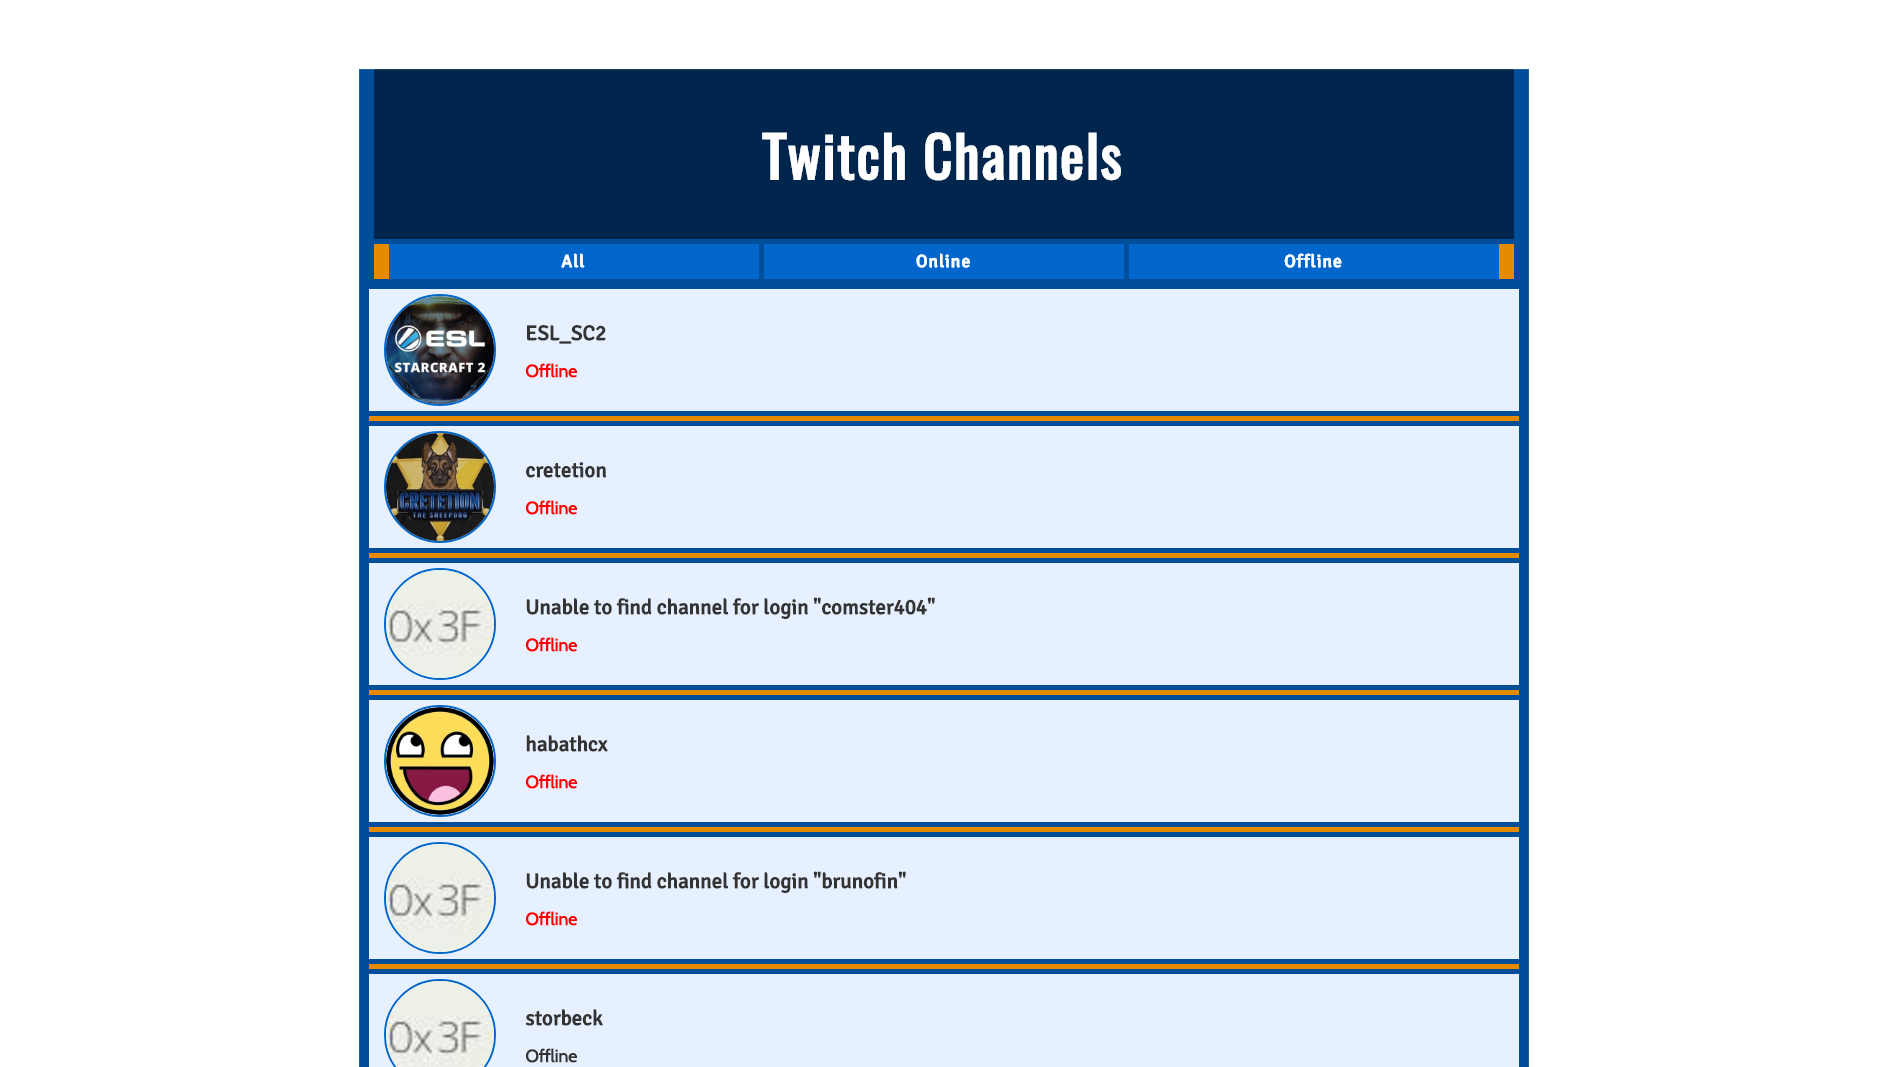 Twitch Channels
All
Online
Offline
ESL
STARCRAFT 2
ESL_SC2
Offline
CRETETION
THE SHEEPDOG
cretetion
Offline
0x3F
Unable to find channel for login "comster404"
Offline
habathcx
Offline
0x3F
Unable to find channel for login "brunofin"
Offline
0x3F
storbeck
Offline